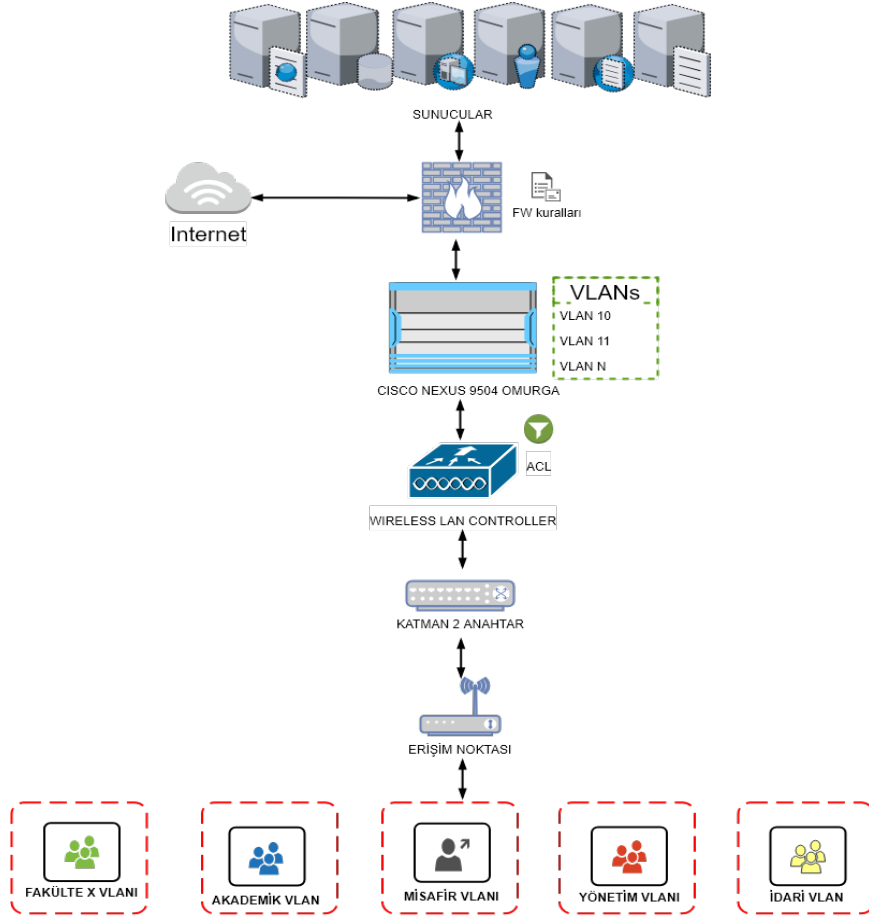 SUNUCULAR
FW kuralları
Internet
VLANs
VLAN 10
VLAN 11
VLAN N
CISCO NEXUS 9504 OMURGA
ACL
WIRELESS LAN CONTROLLER
KATMAN 2 ANAHTAR
ERİŞİM NOKTASI
FAKÜLTE X VLANI
AKADEMİK VLAN
MİSAFİR VLANI
YÖNETİM VLANI
İDARİ VLAN